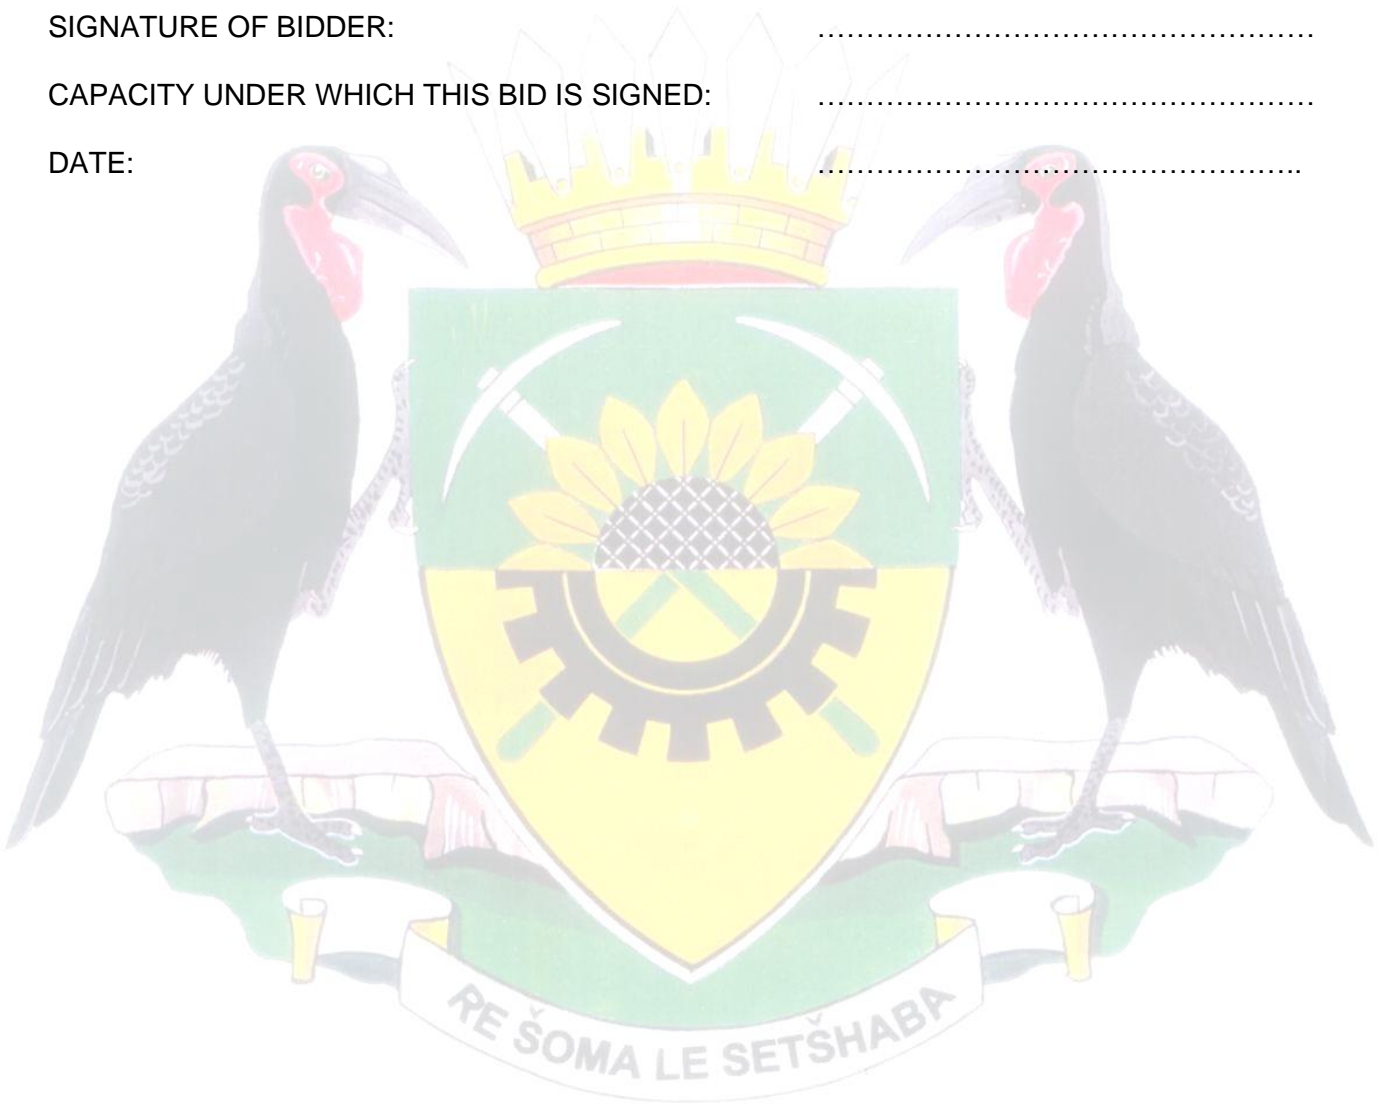 SIGNATURE OF BIDDER: ……………………………………………
CAPACITY UNDER WHICH THIS BID IS SIGNED: ……………………………………………
DATE: …………………………………………..
RE ŠOMA LE SETŠHABA